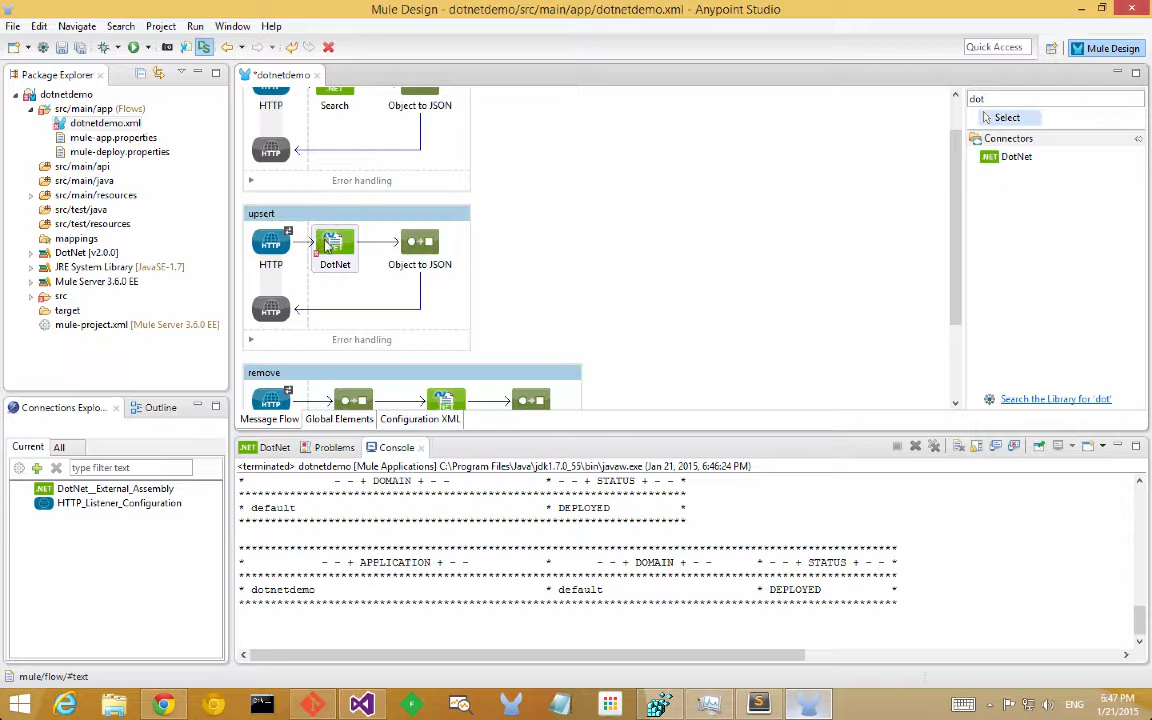 Mule Design - dotnetdemo/src/main/app/dotnetdemo.xml - Anypoint Studio
File Edit Navigate Search Project Run Window Help
Quick Access
Mule Design
Package Explorer
*dotnetdemo
dotnetdemo
src/main/app (Flows)
dotnetdemo.xml
mule-app.properties
mule-deploy.properties
src/main/api
src/main/java
src/main/resources
src/test/java
src/test/resources
mappings
DotNet [v2.0.0]
JRE System Library [JavaSE-1.7]
Mule Server 3.6.0 EE
src
target
mule-project.xml [Mule Server 3.6.0 EE]
HTTP Search Object to JSON
HTTP
Error handling
upsert
.NET
HTTP DotNet Object to JSON
HTTP
Error handling
remove
HTTP
Message Flow Global Elements Configuration XML
dot
Select
Connectors
.NET DotNet
Search the Library for 'dot'
Connections Explo... Outline
Current All
type filter text
.NET DotNet__External_Assembly
HTTP_Listener_Configuration
.NET DotNet Problems Console
<terminated> dotnetdemo [Mule Applications] C:\Program Files\Java\jdk1.7.0_55\bin\javaw.exe (Jan 21, 2015, 6:46:24 PM)
* - - + DOMAIN + - - * - - + STATUS + - - *
* default * DEPLOYED *
* - - + APPLICATION + - - * - - + DOMAIN + - - * - - + STATUS + - - *
* dotnetdemo * default * DEPLOYED *
mule/flow/#text
ENG
6:47 PM
1/21/2015